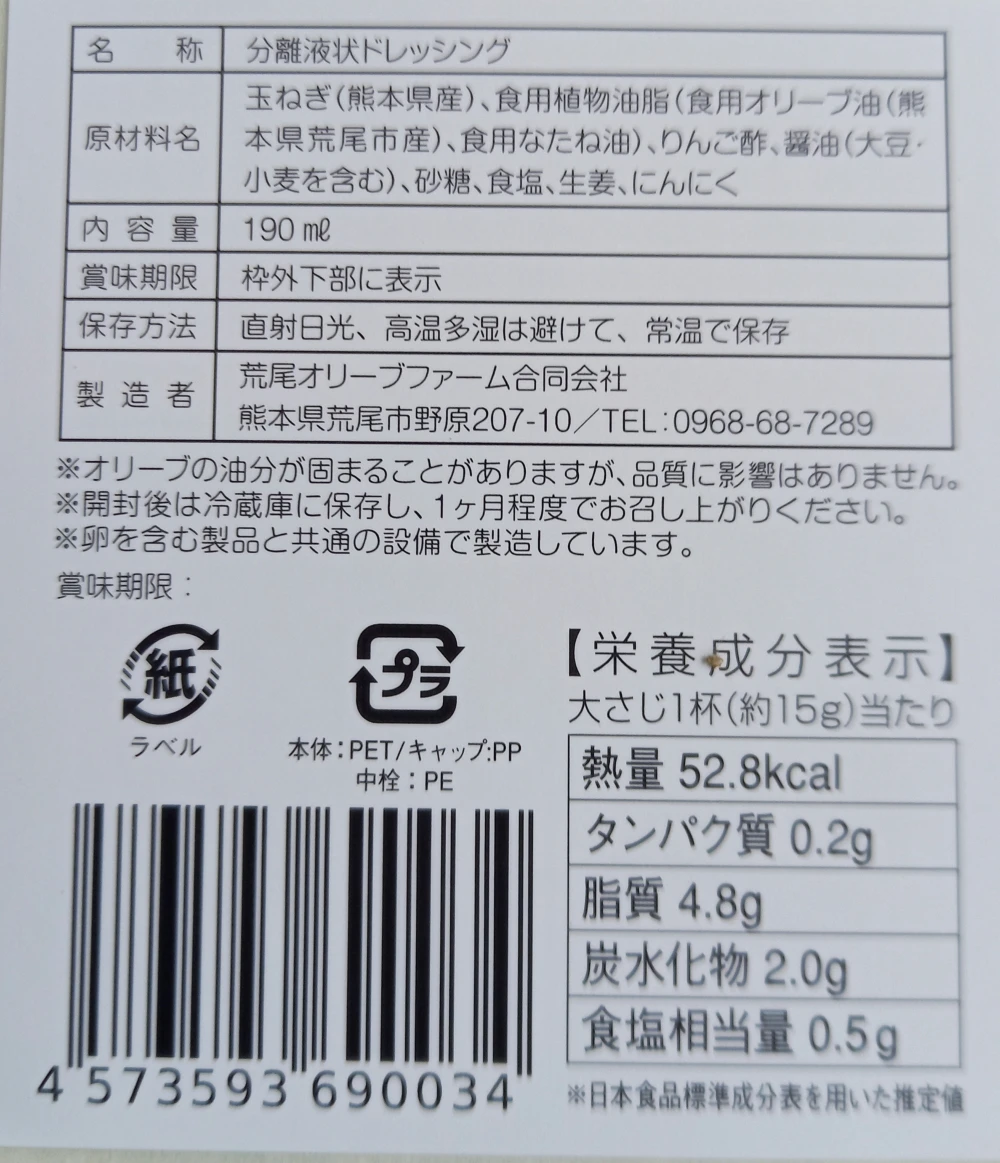 名称 分離液状ドレッシング
原材料名 玉ねぎ(熊本県産)、食用植物油脂(食用オリーブ油(熊
本県荒尾市産)、食用なたね油)、りんご酢、醤油(大豆・
小麦を含む)、砂糖、食塩、生姜、にんにく
内容量 190㎖
賞味期限 枠外下部に表示
保存方法 直射日光、高温多湿は避けて、常温で保存
製造者 荒尾オリーブファーム合同会社
熊本県荒尾市野原207-10/TEL:0968-68-7289
※オリーブの油分が固まることがありますが、品質に影響はありません。
※開封後は冷蔵庫に保存し、1ヶ月程度でお召し上がりください。
※卵を含む製品と共通の設備で製造しています。
賞味期限:
紙
ラベル
プラ
本体:PET/キャップ:PP
中栓:PE
4 573593 690034
【栄養成分表示】
大さじ1杯(約15g)当たり
熱量 52.8kcal
タンパク質 0.2g
脂質 4.8g
炭水化物 2.0g
食塩相当量 0.5g
※日本食品標準成分表を用いた推定値